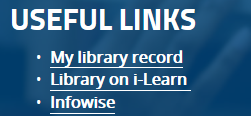 USEFUL LINKS
• My library record
• Library on i-Learn
• Infowise